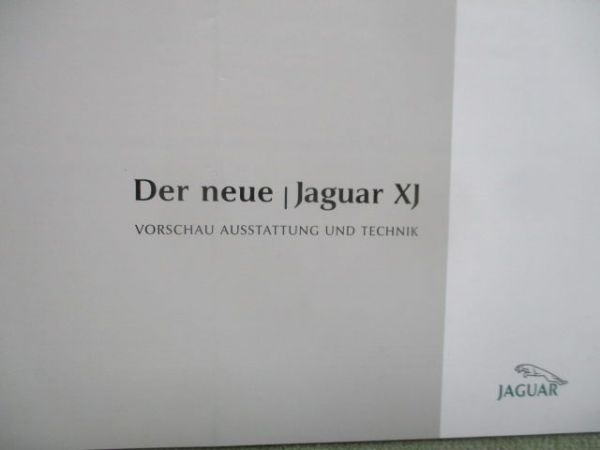 Der neue | Jaguar XJ
VORSCHAU AUSSTATTUNG UND TECHNIK
JAGUAR